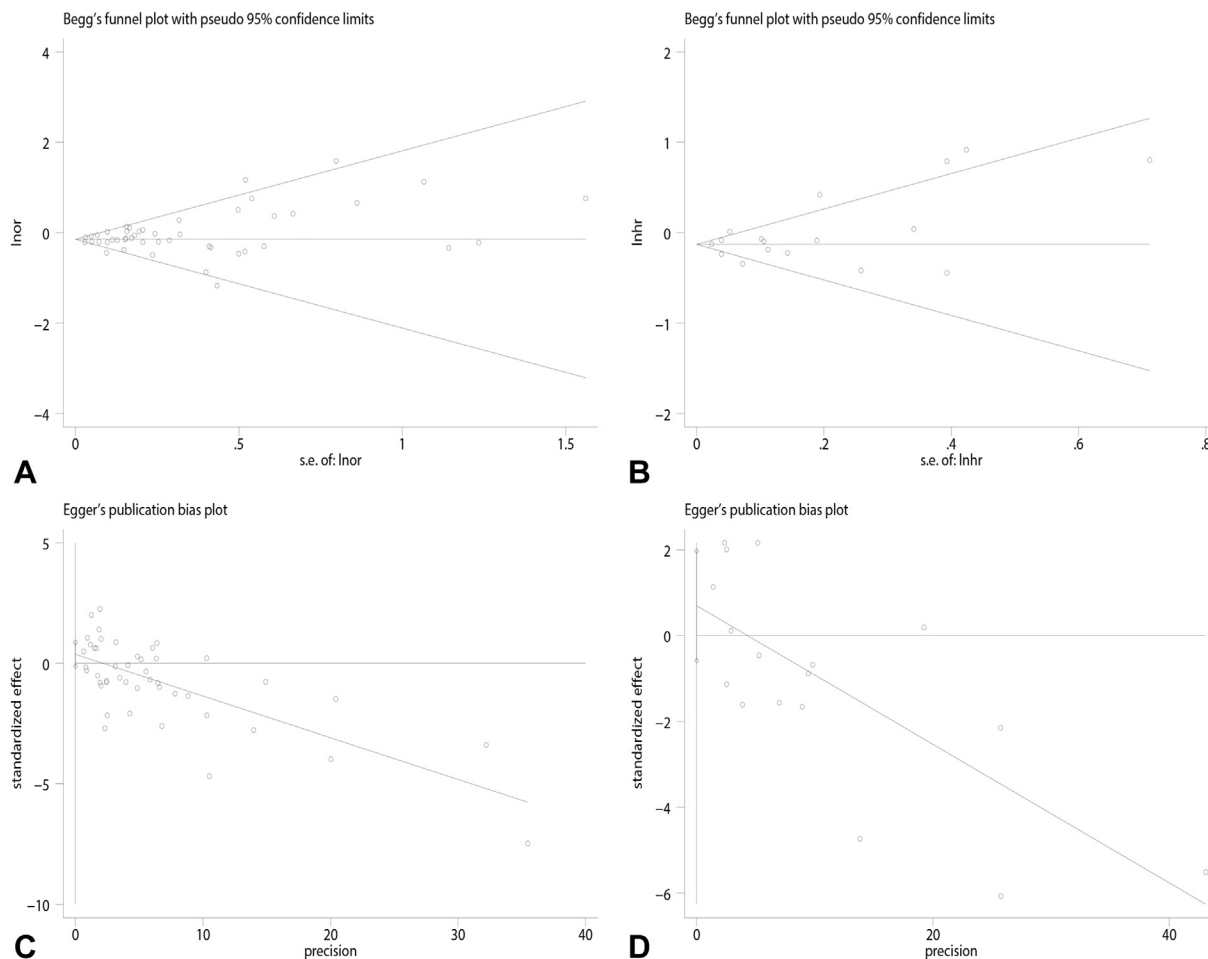 Begg's funnel plot with pseudo 95% confidence limits
4
2
0
−2
−4
lnor
0
.5
1
1.5
s.e. of: lnor
A
Begg's funnel plot with pseudo 95% confidence limits
2
1
0
−1
−2
lnhr
0
.2
.4
.6
.8
s.e. of: lnhr
B
Egger's publication bias plot
5
0
−5
−10
standardized effect
0
10
20
30
40
precision
C
Egger's publication bias plot
2
0
−2
−4
−6
standardized effect
0
20
40
precision
D